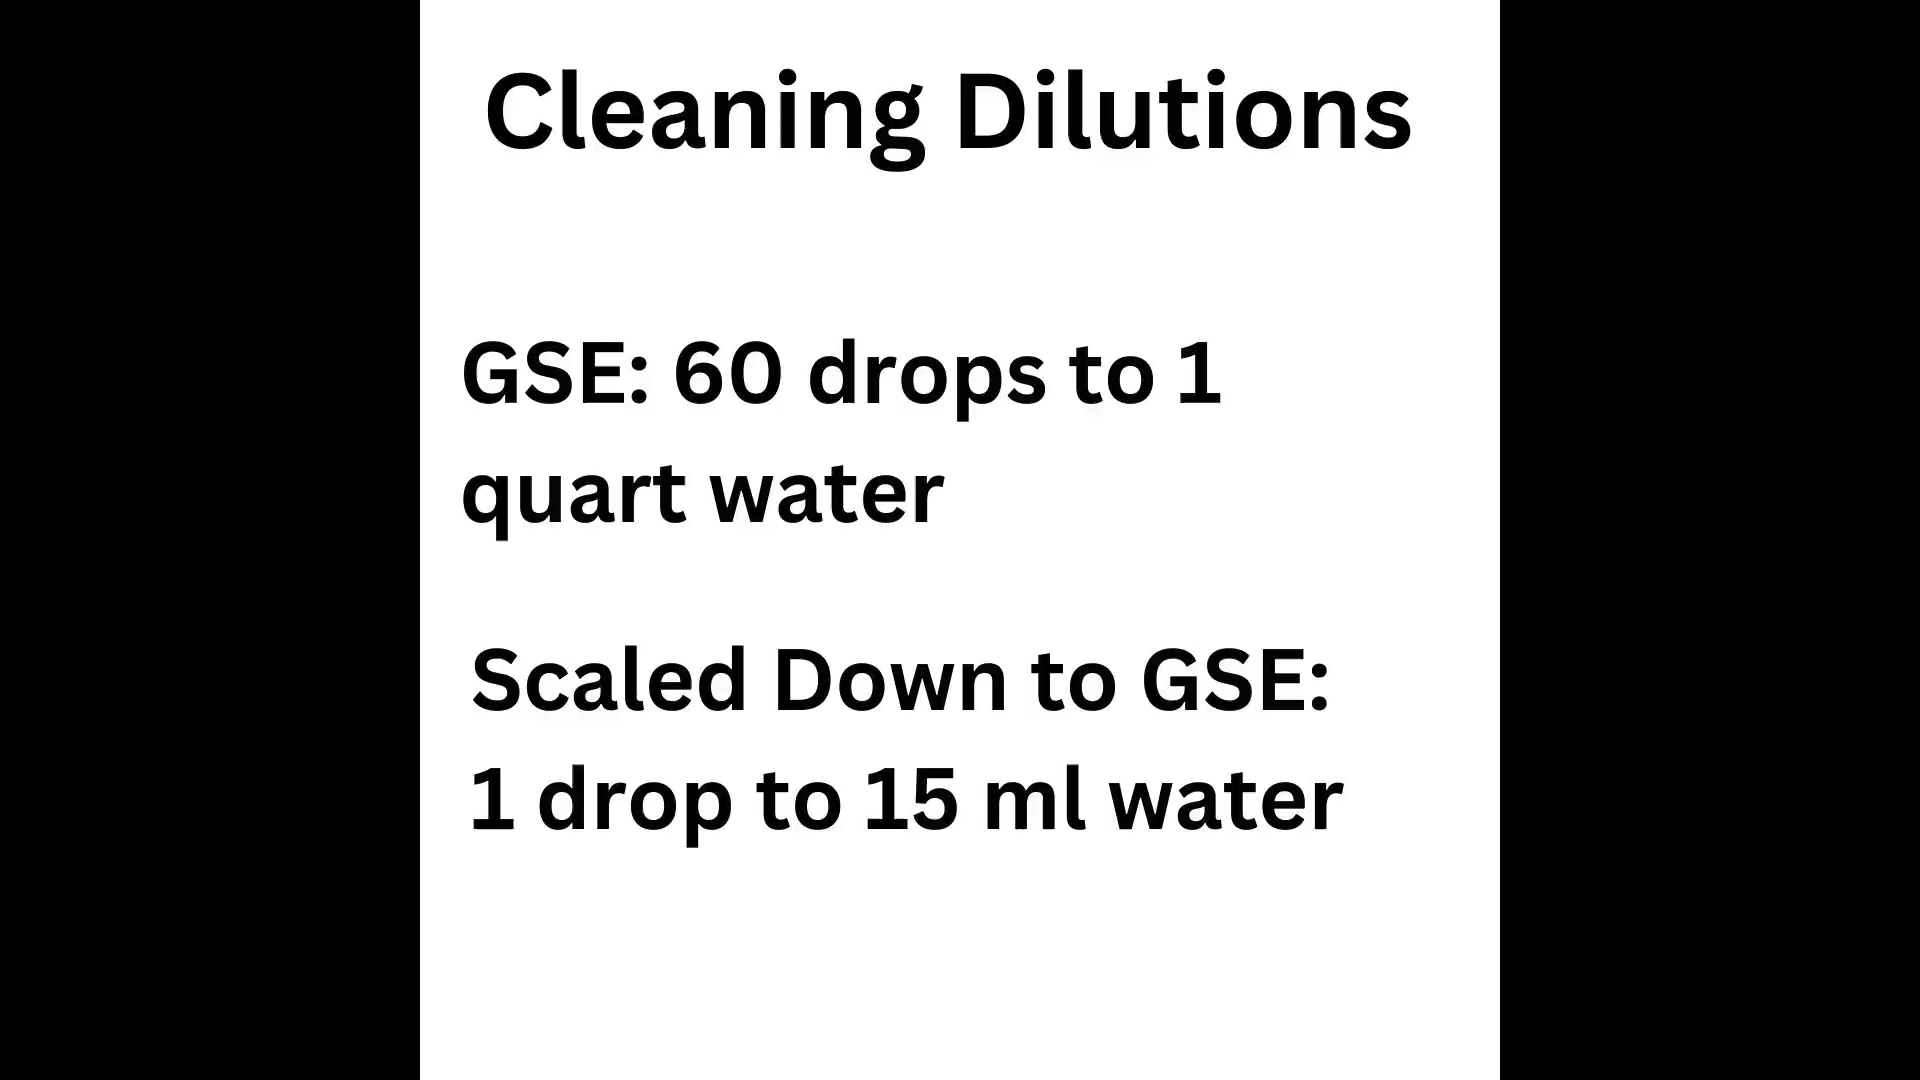 Cleaning Dilutions
GSE: 60 drops to 1
quart water
Scaled Down to GSE:
1 drop to 15 ml water